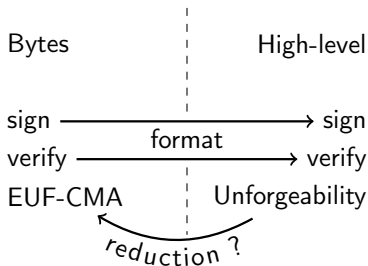 Bytes High-level
sign sign
format
verify verify
EUF-CMA Unforgeability
reduction ?